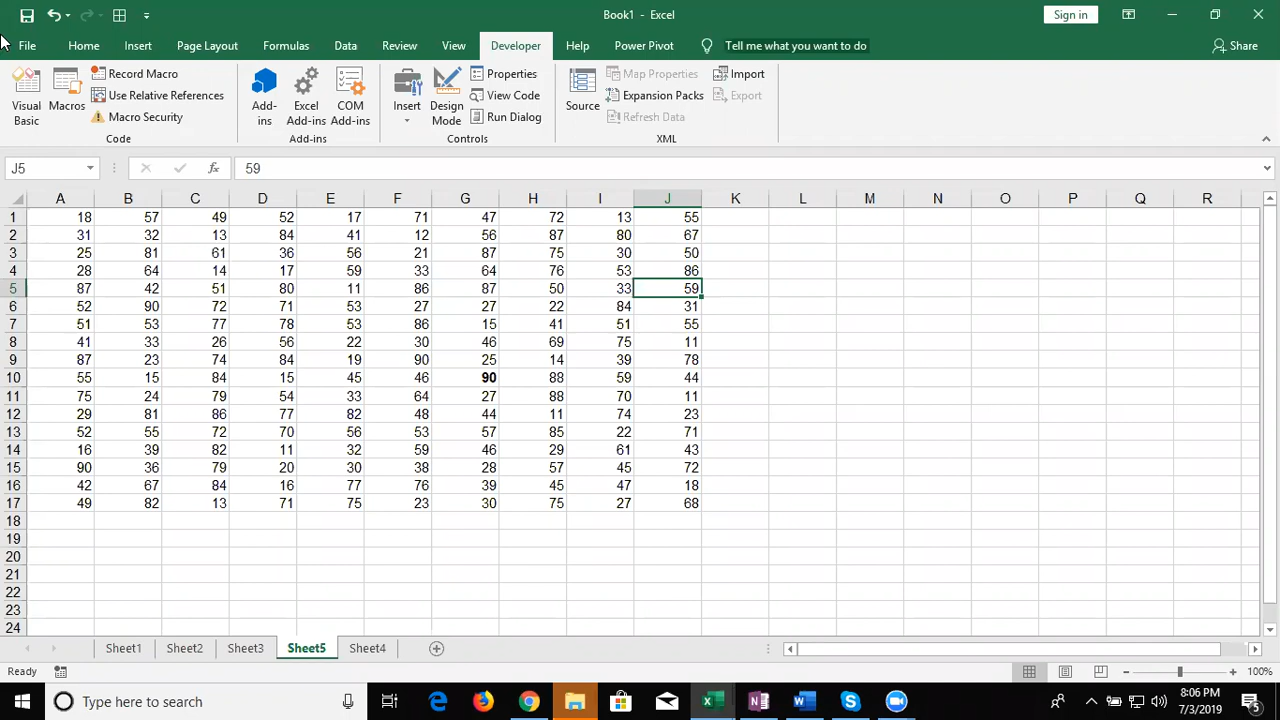 Book1 - Excel
Sign in
File Home Insert Page Layout Formulas Data Review View Developer Help Power Pivot Tell me what you want to do Share
Visual Basic
Macros
Record Macro
Use Relative References
Macro Security
Code
Add-ins
Excel Add-ins
COM Add-ins
Add-ins
Insert
Design Mode
Properties
View Code
Run Dialog
Controls
Source
Map Properties
Expansion Packs
Refresh Data
Import
Export
XML
J5 fx 59
A B C D E F G H I J K L M N O P Q R
1 18 57 49 52 17 71 47 72 13 55
2 31 32 13 84 41 12 56 87 80 67
3 25 81 61 36 56 21 87 75 30 50
4 28 64 14 17 59 33 64 76 53 86
5 87 42 51 80 11 86 87 50 33 59
6 52 90 72 71 53 27 27 22 84 31
7 51 53 77 78 53 86 15 41 51 55
8 41 33 26 56 22 30 46 69 75 11
9 87 23 74 84 19 90 25 14 39 78
10 55 15 84 15 45 46 90 88 59 44
11 75 24 79 54 33 64 27 88 70 11
12 29 81 86 77 82 48 44 11 74 23
13 52 55 72 70 56 53 57 85 22 71
14 16 39 82 11 32 59 46 29 61 43
15 90 36 79 20 30 38 28 57 45 72
16 42 67 84 16 77 76 39 45 47 18
17 49 82 13 71 75 23 30 75 27 68
18
19
20
21
22
23
24
Sheet1 Sheet2 Sheet3 Sheet5 Sheet4
Ready 100%
Type here to search
8:06 PM
7/3/2019
5